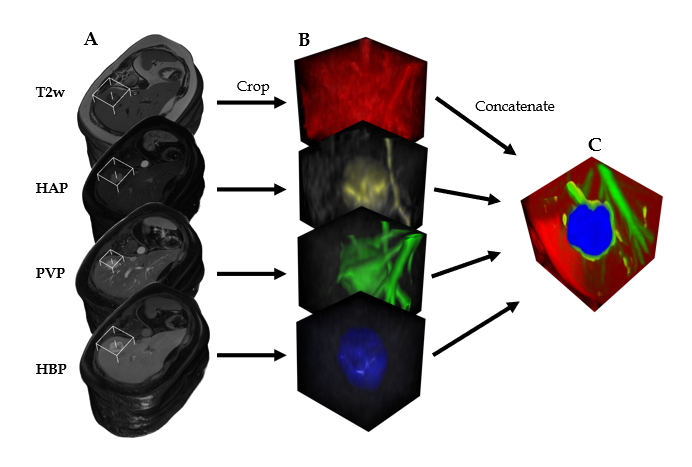 A
B
T2w
Crop
Concatenate
C
HAP
PVP
HBP